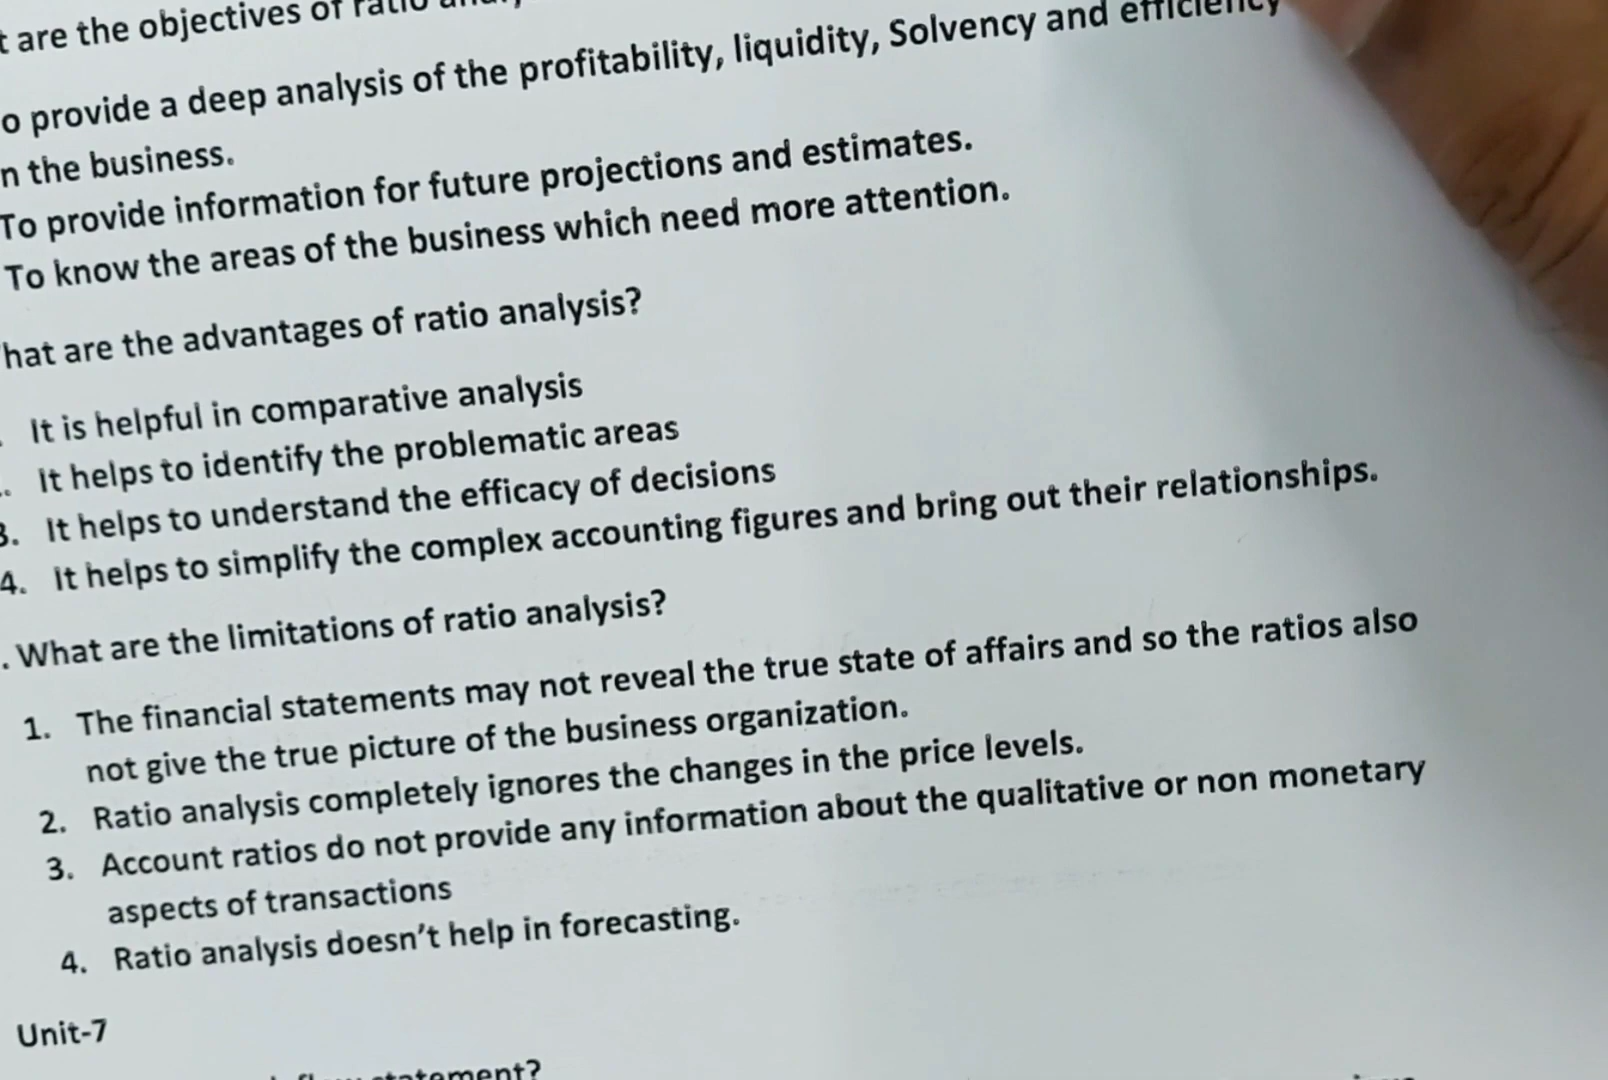 are the objectives of
provide a deep analysis of the profitability, liquidity, Solvency and efficiency
the business.
To provide information for future projections and estimates.
To know the areas of the business which need more attention.
hat are the advantages of ratio analysis?
It is helpful in comparative analysis
It helps to identify the problematic areas
3. It helps to understand the efficacy of decisions
4. It helps to simplify the complex accounting figures and bring out their relationships.
. What are the limitations of ratio analysis?
1. The financial statements may not reveal the true state of affairs and so the ratios also
not give the true picture of the business organization.
2. Ratio analysis completely ignores the changes in the price levels.
3. Account ratios do not provide any information about the qualitative or non monetary
aspects of transactions
4. Ratio analysis doesn't help in forecasting.
Unit-7
statement?